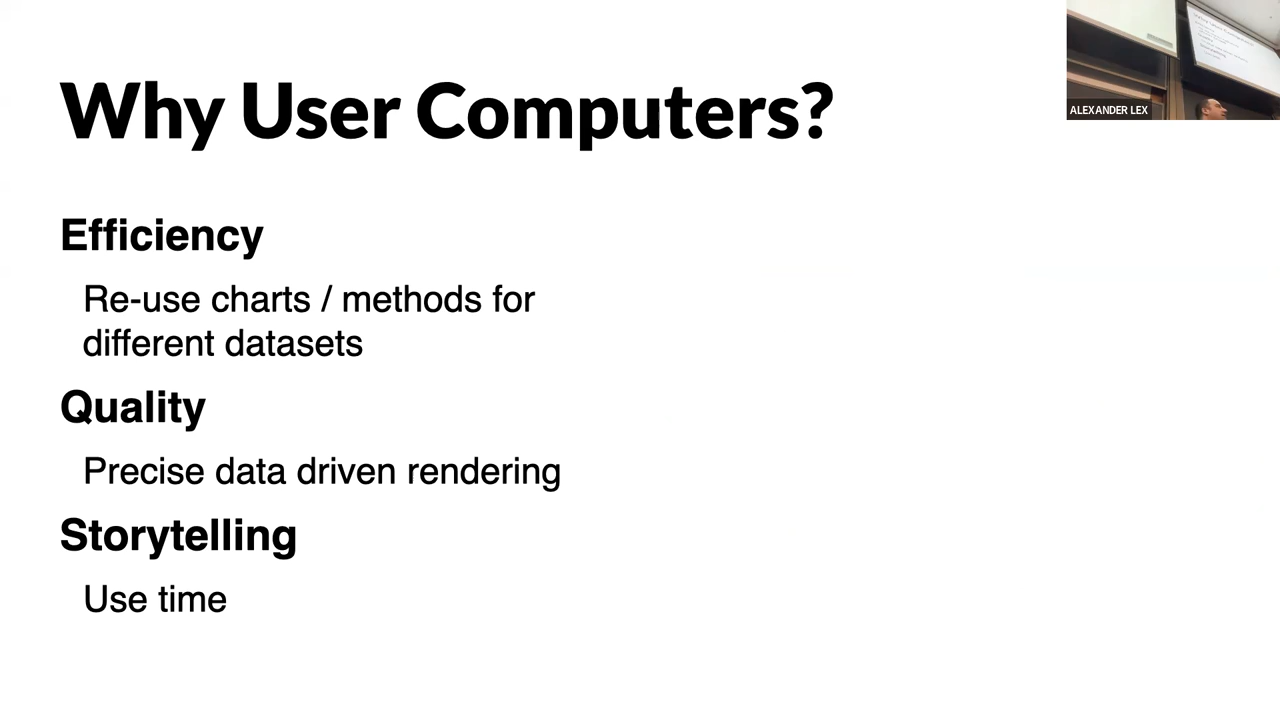 Why User Computers?
ALEXANDER LEX
Efficiency
Re-use charts / methods for
different datasets
Quality
Precise data driven rendering
Storytelling
Use time